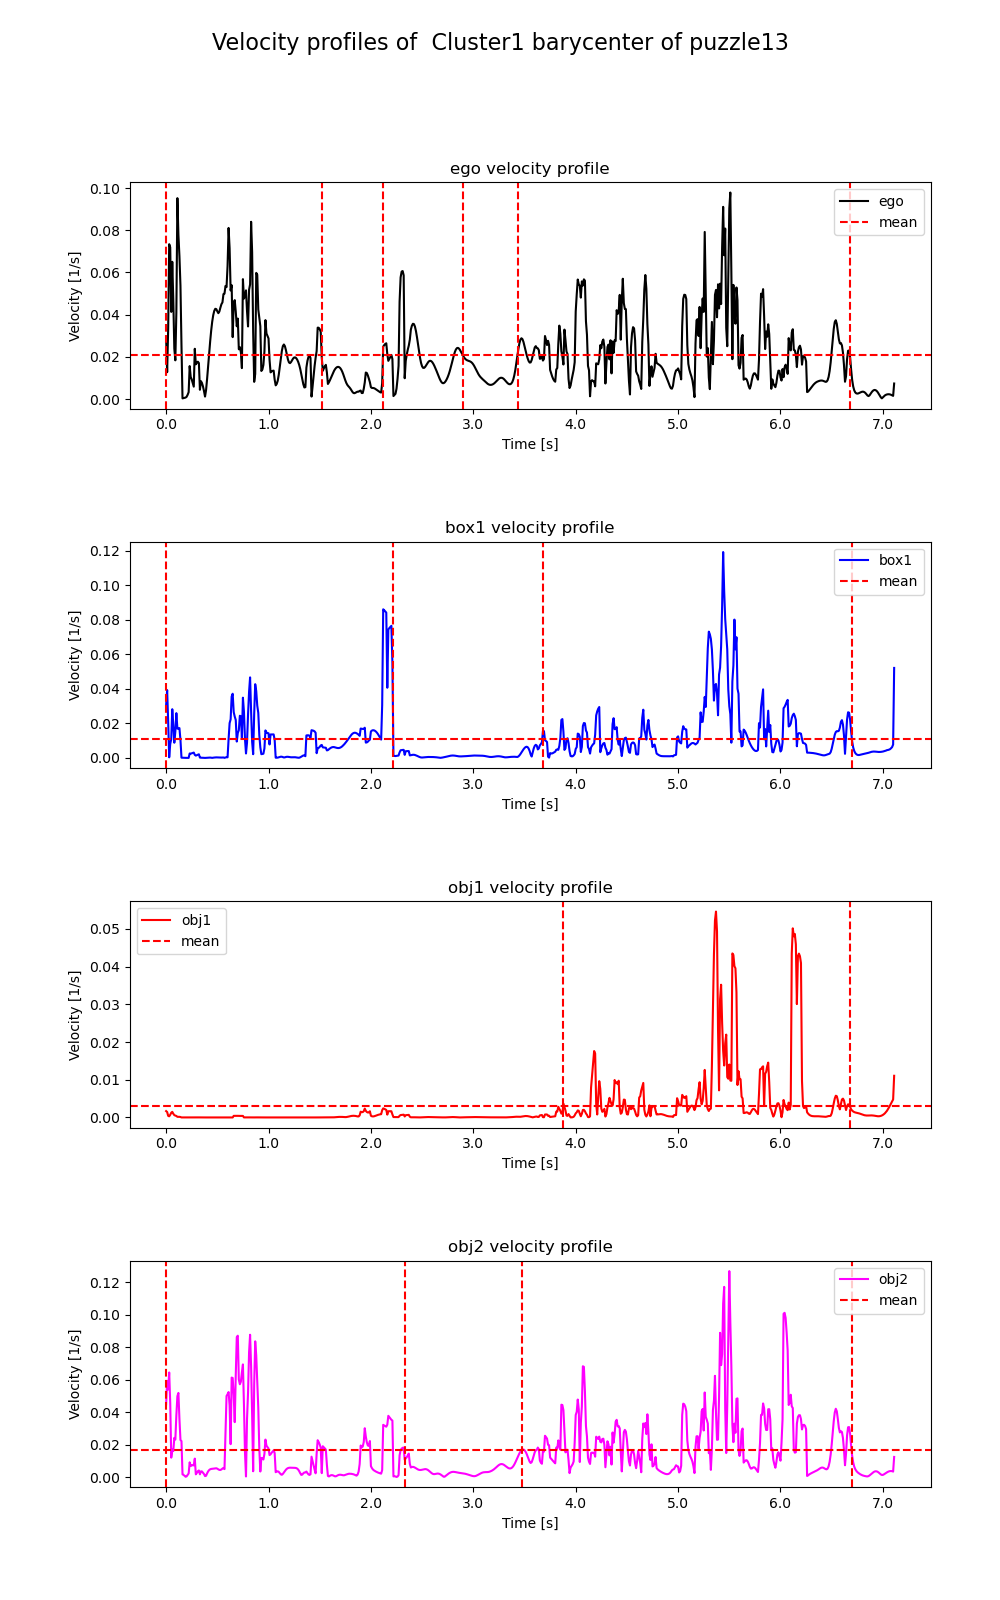 Velocity profiles of  Cluster1 barycenter of puzzle13
ego velocity profile
Velocity [1/s]
0.10
0.08
0.06
0.04
0.02
0.00
ego
mean
0.0 1.0 2.0 3.0 4.0 5.0 6.0 7.0
Time [s]
box1 velocity profile
Velocity [1/s]
0.12
0.10
0.08
0.06
0.04
0.02
0.00
box1
mean
0.0 1.0 2.0 3.0 4.0 5.0 6.0 7.0
Time [s]
obj1 velocity profile
Velocity [1/s]
0.05
0.04
0.03
0.02
0.01
0.00
obj1
mean
0.0 1.0 2.0 3.0 4.0 5.0 6.0 7.0
Time [s]
obj2 velocity profile
Velocity [1/s]
0.12
0.10
0.08
0.06
0.04
0.02
0.00
obj2
mean
0.0 1.0 2.0 3.0 4.0 5.0 6.0 7.0
Time [s]